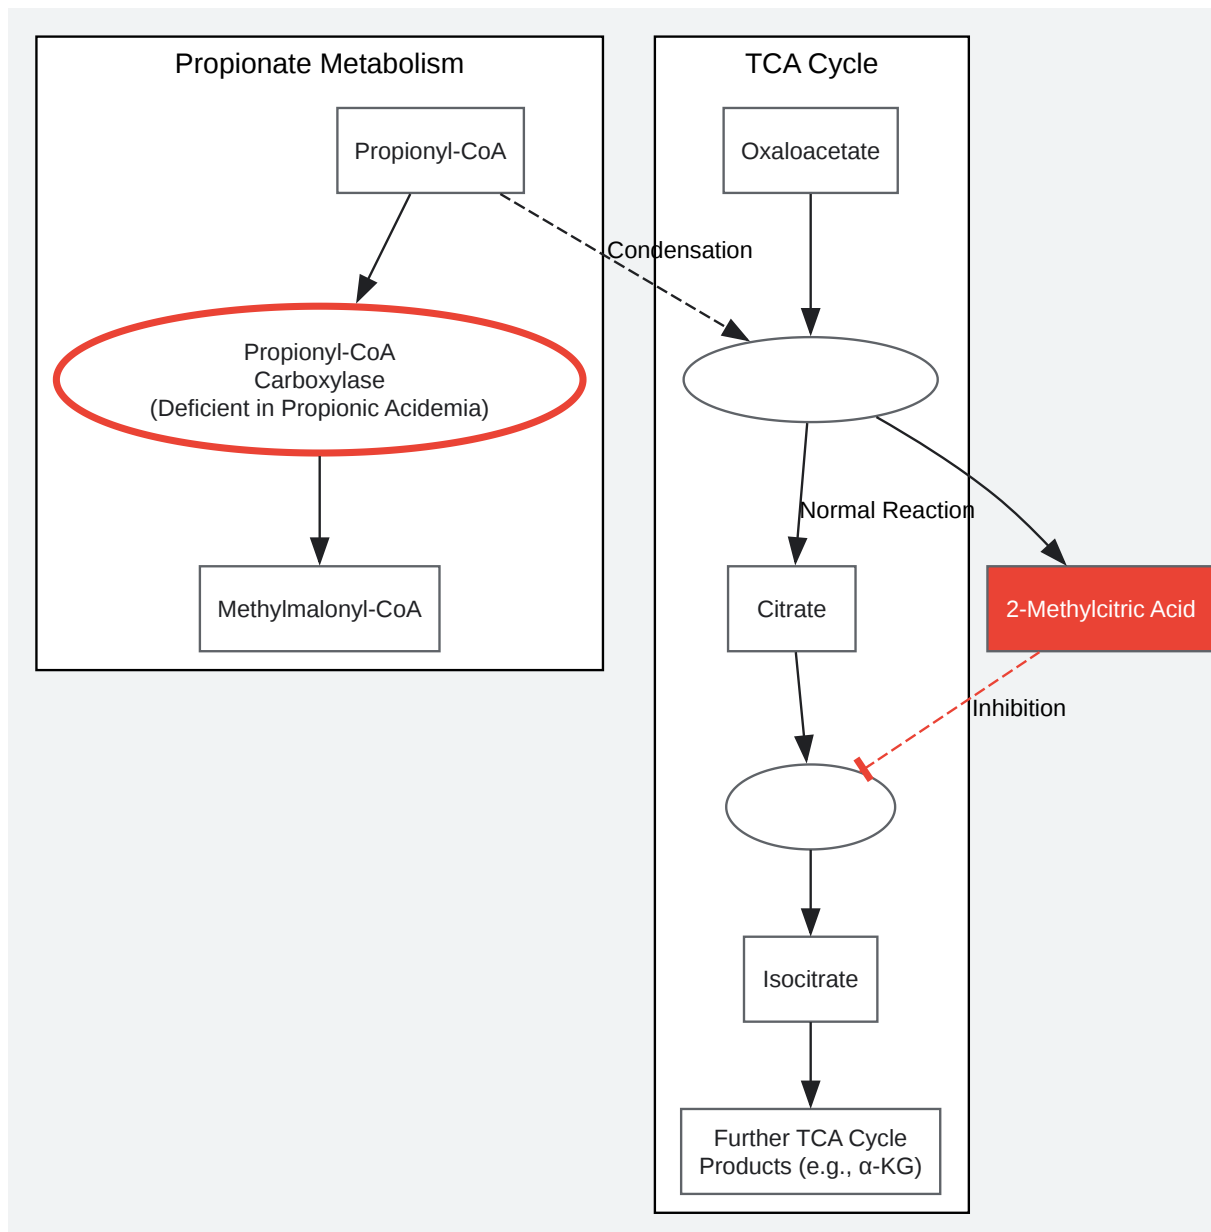 Propionate Metabolism
TCA Cycle
Propionyl-CoA
Oxaloacetate
Condensation
Propionyl-CoA
Carboxylase
(Deficient in Propionic Acidemia)
Normal Reaction
Methylmalonyl-CoA
Citrate
2-Methylcitric Acid
Inhibition
Isocitrate
Further TCA Cycle
Products (e.g., α-KG)